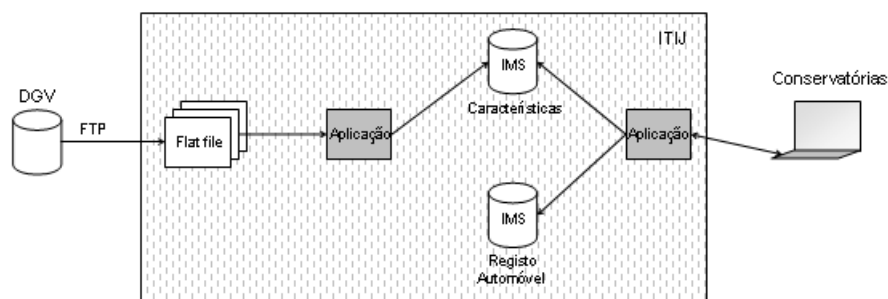 DGV
FTP
Flat file
Aplicação
IMS
Características
IMS
Registo
Automóvel
Aplicação
ITIJ
Conservatórias